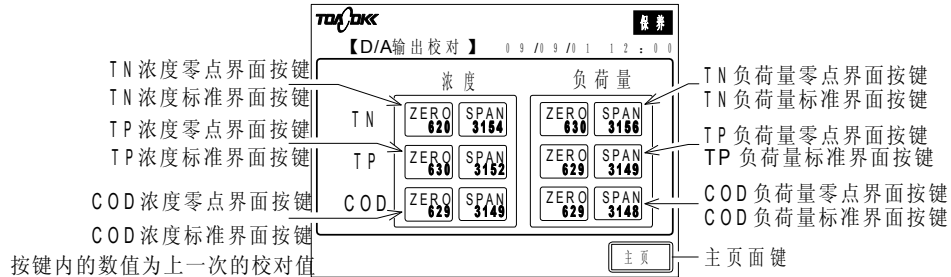 TOADKK 保养
【D/A输出校对】 09/09/01 12:00
浓度 负荷量
TN ZERO 620 SPAN 3154 ZERO 630 SPAN 3156
TP ZERO 630 SPAN 3152 ZERO 629 SPAN 3149
COD ZERO 629 SPAN 3149 ZERO 629 SPAN 3148
主页
TN浓度零点界面按键
TN浓度标准界面按键
TP浓度零点界面按键
TP浓度标准界面按键
COD浓度零点界面按键
COD浓度标准界面按键
按键内的数值为上一次的校对值
TN负荷量零点界面按键
TN负荷量标准界面按键
TP负荷量零点界面按键
TP负荷量标准界面按键
COD负荷量零点界面按键
COD负荷量标准界面按键
主页面键